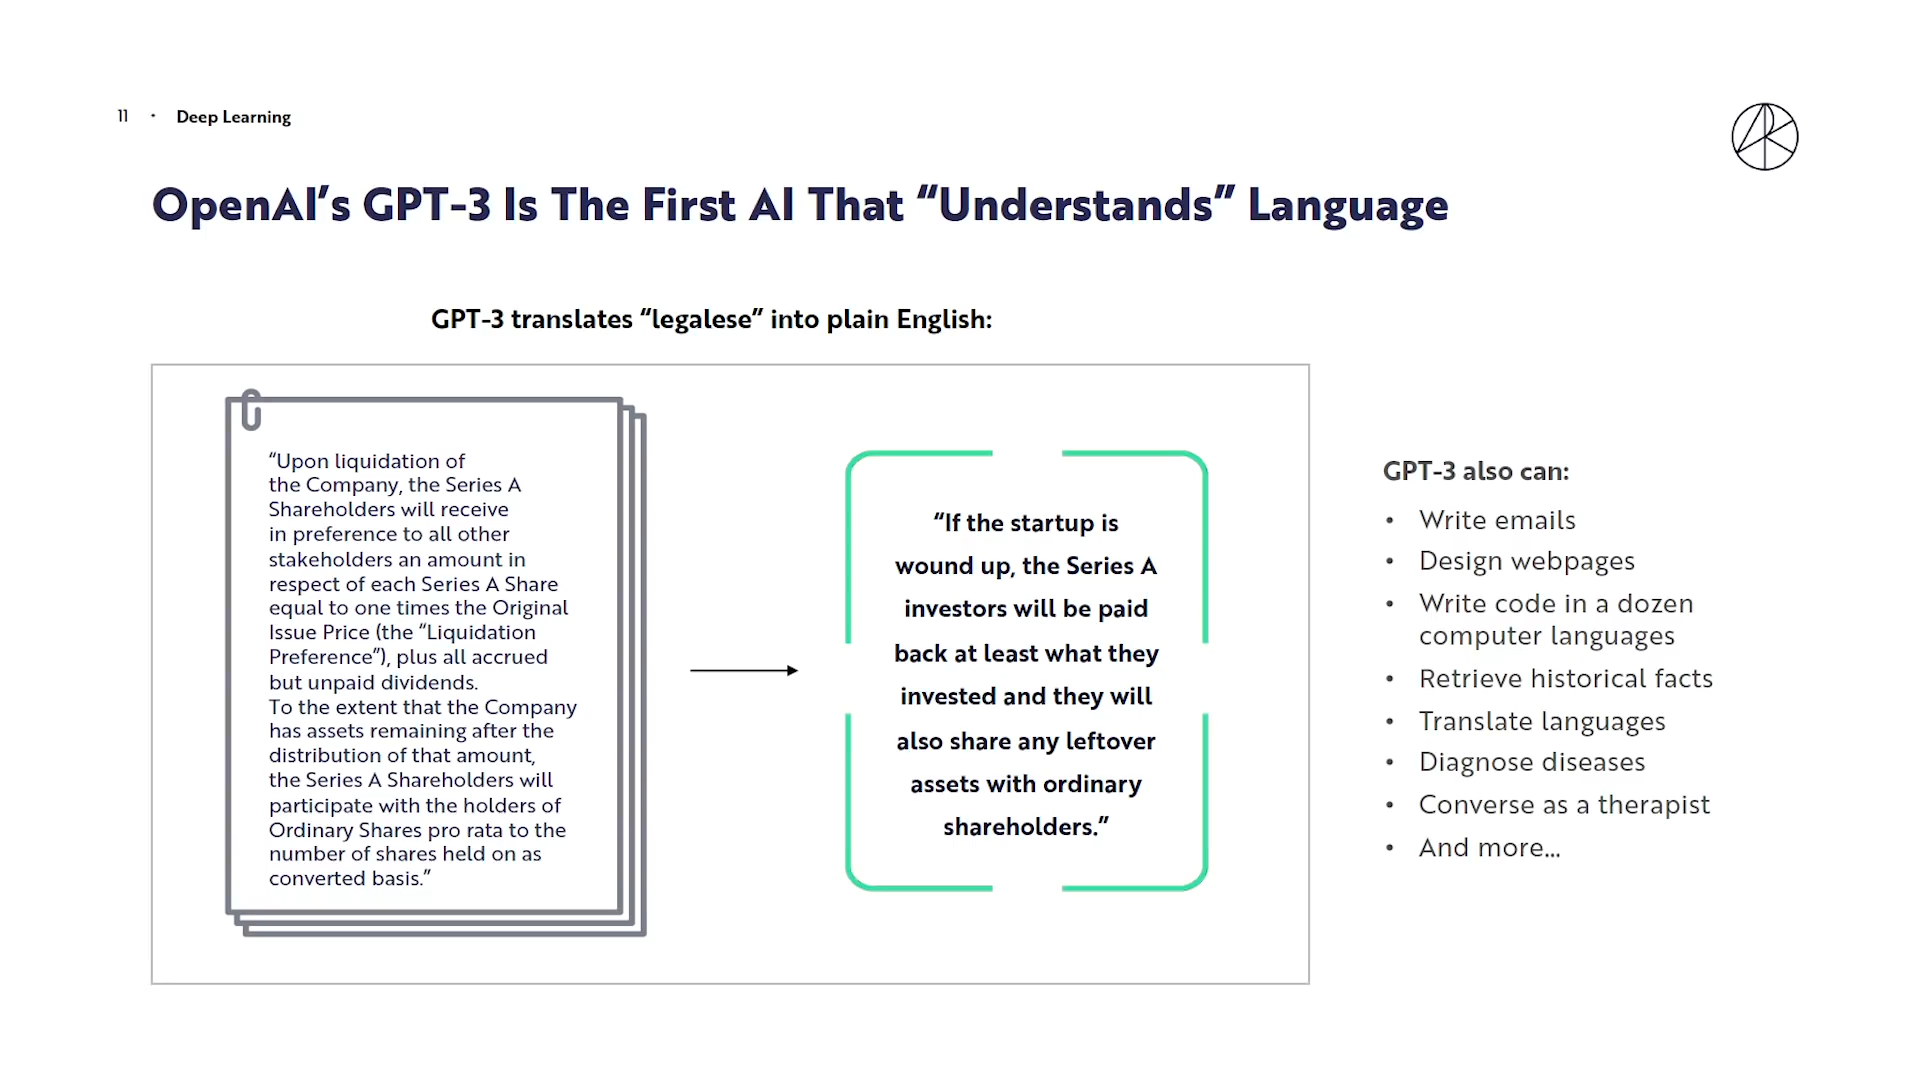 11 · Deep Learning
OpenAI’s GPT-3 Is The First AI That “Understands” Language
GPT-3 translates “legalese” into plain English:
“Upon liquidation of
the Company, the Series A
Shareholders will receive
in preference to all other
stakeholders an amount in
respect of each Series A Share
equal to one times the Original
Issue Price (the “Liquidation
Preference”), plus all accrued
but unpaid dividends.
To the extent that the Company
has assets remaining after the
distribution of that amount,
the Series A Shareholders will
participate with the holders of
Ordinary Shares pro rata to the
number of shares held on as
converted basis.”
“If the startup is
wound up, the Series A
investors will be paid
back at least what they
invested and they will
also share any leftover
assets with ordinary
shareholders.”
GPT-3 also can:
• Write emails
• Design webpages
• Write code in a dozen
computer languages
• Retrieve historical facts
• Translate languages
• Diagnose diseases
• Converse as a therapist
• And more...